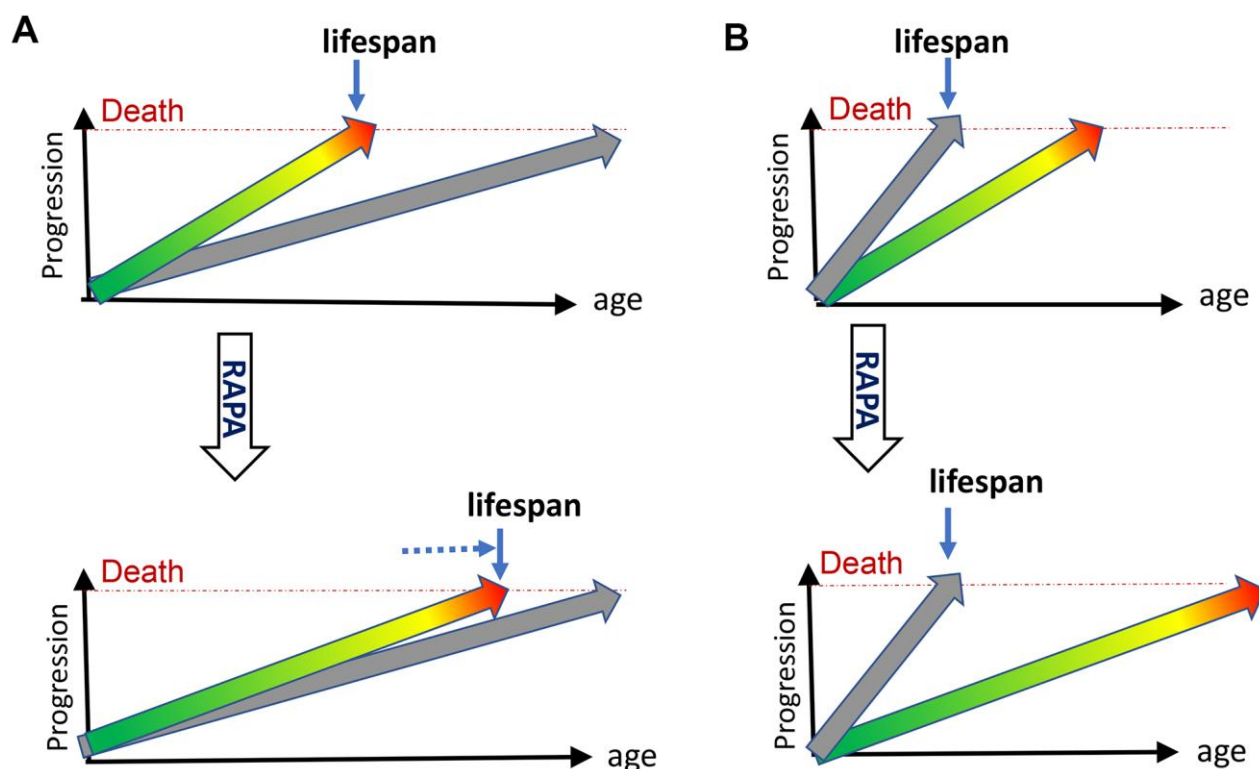 A
lifespan
Death
Progression
age
RAPA
lifespan
Death
Progression
age
B
lifespan
Death
Progression
age
RAPA
lifespan
Death
Progression
age